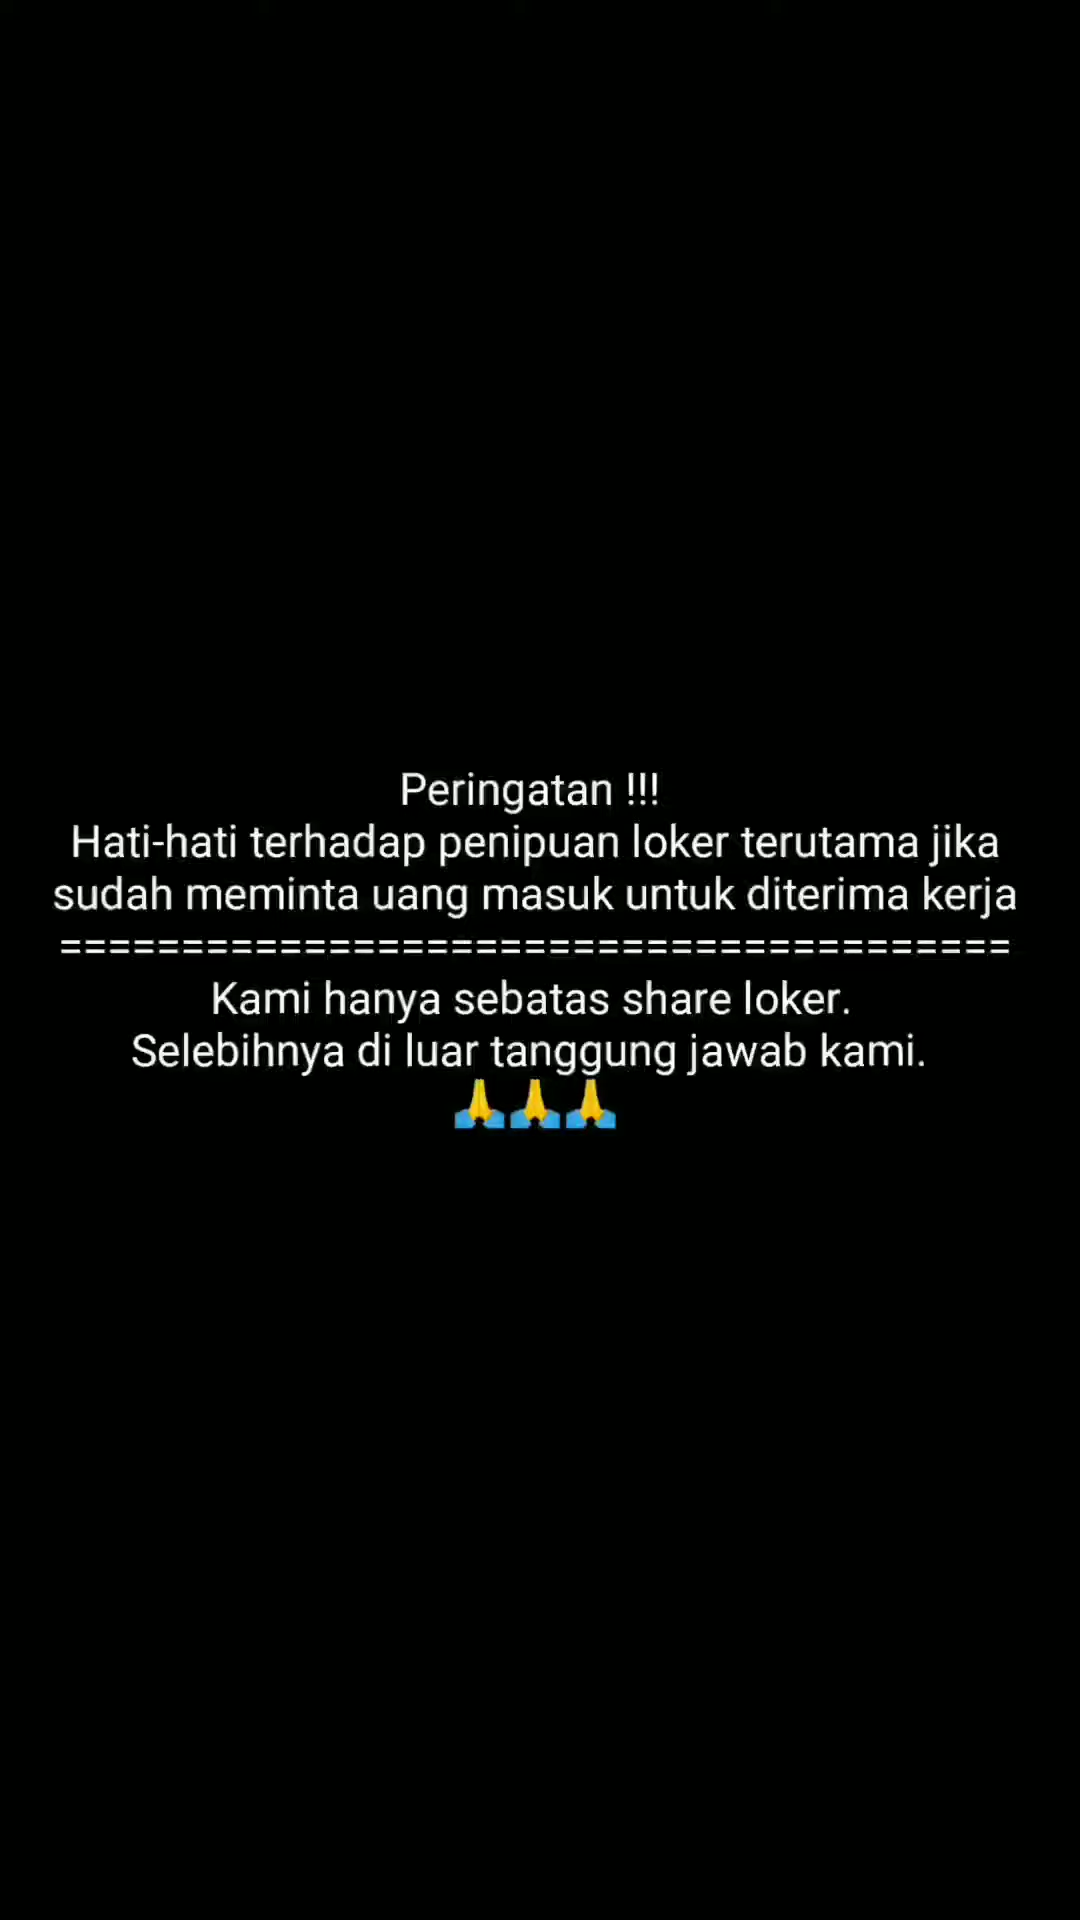 Peringatan !!!
Hati-hati terhadap penipuan loker terutama jika
sudah meminta uang masuk untuk diterima kerja
=======================================
Kami hanya sebatas share loker.
Selebihnya di luar tanggung jawab kami.
🙏🙏🙏